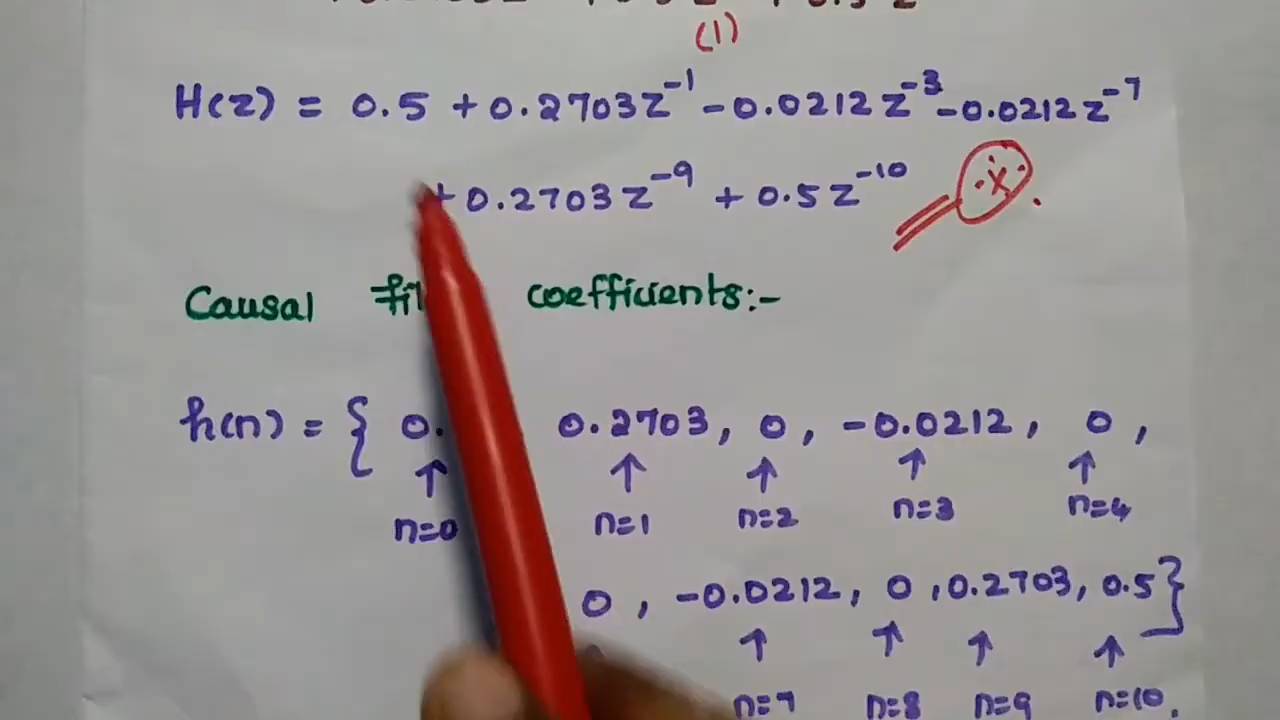 (1)
H(z) = 0.5 + 0.2703z⁻¹ - 0.0212z⁻³ - 0.0212z⁻⁷
+ 0.2703z⁻⁹ + 0.5z⁻¹⁰
Causal coefficients:-
h(n) = { 0. 0.2703, 0, -0.0212, 0,
↑ ↑ ↑ ↑ ↑
n=0 n=1 n=2 n=3 n=4
0, -0.0212, 0, 0.2703, 0.5}
↑ ↑ ↑ ↑
n=7 n=8 n=9 n=10.